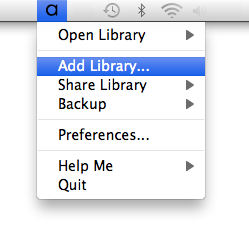 a
Open Library
Add Library...
Share Library
Backup
Preferences...
Help Me
Quit